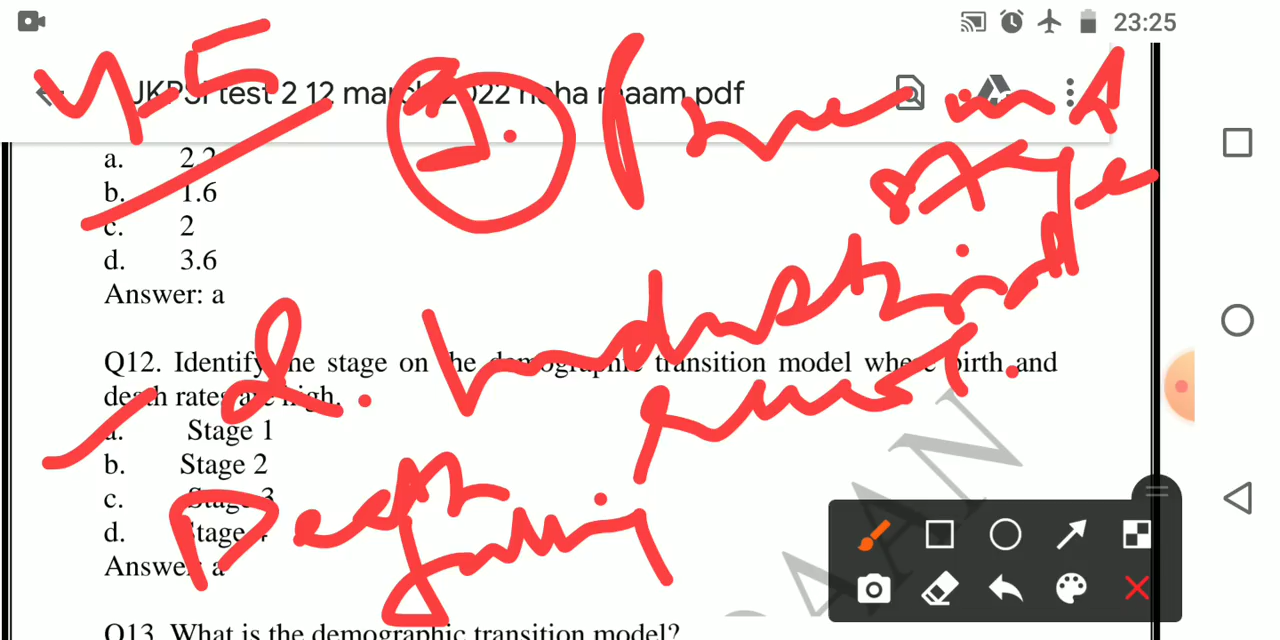 23:25
4-5
JKPSI test 2 12 march 2022 neha maam.pdf
1.
a. 2.2
b. 1.6
c. 2
d. 3.6
Answer: a
2. Industrial
Q12. Identify the stage on the demographic transition model where birth and
death rates are high.
a. Stage 1
b. Stage 2
c. Stage 3
d. Stage 4
Answer: a
Death
falling
Q13. What is the demographic transition model?